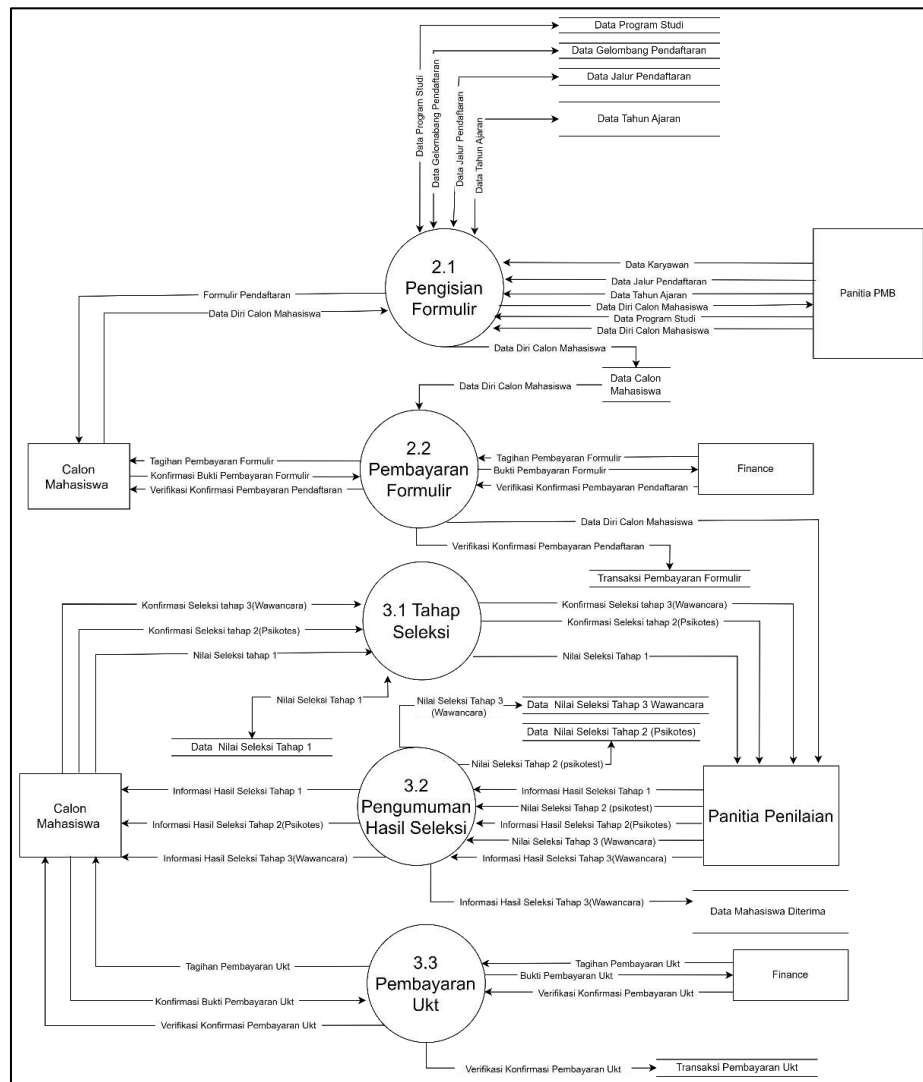 Data Program Studi
Data Gelombang Pendaftaran
Data Jalur Pendaftaran
Data Tahun Ajaran
Data Program Studi
Data Gelomabang Pendaftaran
Data Jalur Pendaftaran
Data Tahun Ajaran
2.1
Pengisian
Formulir
Data Karyawan
Data Jalur Pendaftaran
Data Tahun Ajaran
Data Diri Calon Mahasiswa
Data Program Studi
Data Diri Calon Mahasiswa
Panitia PMB
Formulir Pendaftaran
Data Diri Calon Mahasiswa
Data Diri Calon Mahasiswa
Data Calon
Mahasiswa
Data Diri Calon Mahasiswa
Calon
Mahasiswa
Tagihan Pembayaran Formulir
Konfirmasi Bukti Pembayaran Formulir
Verifikasi Konfirmasi Pembayaran Pendaftaran
2.2
Pembayaran
Formulir
Tagihan Pembayaran Formulir
Bukti Pembayaran Formulir
Verifikasi Konfirmasi Pembayaran Pendaftaran
Finance
Data Diri Calon Mahasiswa
Verifikasi Konfirmasi Pembayaran Pendaftaran
Transaksi Pembayaran Formulir
Konfirmasi Seleksi tahap 3(Wawancara)
Konfirmasi Seleksi tahap 2(Psikotes)
Nilai Seleksi tahap 1
3.1 Tahap
Seleksi
Konfirmasi Seleksi tahap 3(Wawancara)
Konfirmasi Seleksi tahap 2(Psikotes)
Nilai Seleksi Tahap 1
Nilai Seleksi Tahap 1
Data  Nilai Seleksi Tahap 1
Nilai Seleksi Tahap 3
(Wawancara)
Data  Nilai Seleksi Tahap 3 Wawancara
Data  Nilai Seleksi Tahap 2 (Psikotes)
Nilai Seleksi Tahap 2 (psikotest)
Calon
Mahasiswa
Informasi Hasil Seleksi Tahap 1
Informasi Hasil Seleksi Tahap 2(Psikotes)
Informasi Hasil Seleksi Tahap 3(Wawancara)
3.2
Pengumuman
Hasil Seleksi
Informasi Hasil Seleksi Tahap 1
Nilai Seleksi Tahap 2 (psikotest)
Informasi Hasil Seleksi Tahap 2(Psikotes)
Nilai Seleksi Tahap 3 (Wawancara)
Informasi Hasil Seleksi Tahap 3(Wawancara)
Panitia Penilaian
Informasi Hasil Seleksi Tahap 3(Wawancara)
Data Mahasiswa Diterima
Tagihan Pembayaran Ukt
Konfirmasi Bukti Pembayaran Ukt
Verifikasi Konfirmasi Pembayaran Ukt
3.3
Pembayaran
Ukt
Tagihan Pembayaran Ukt
Bukti Pembayaran Ukt
Verifikasi Konfirmasi Pembayaran Ukt
Finance
Verifikasi Konfirmasi Pembayaran Ukt
Transaksi Pembayaran Ukt